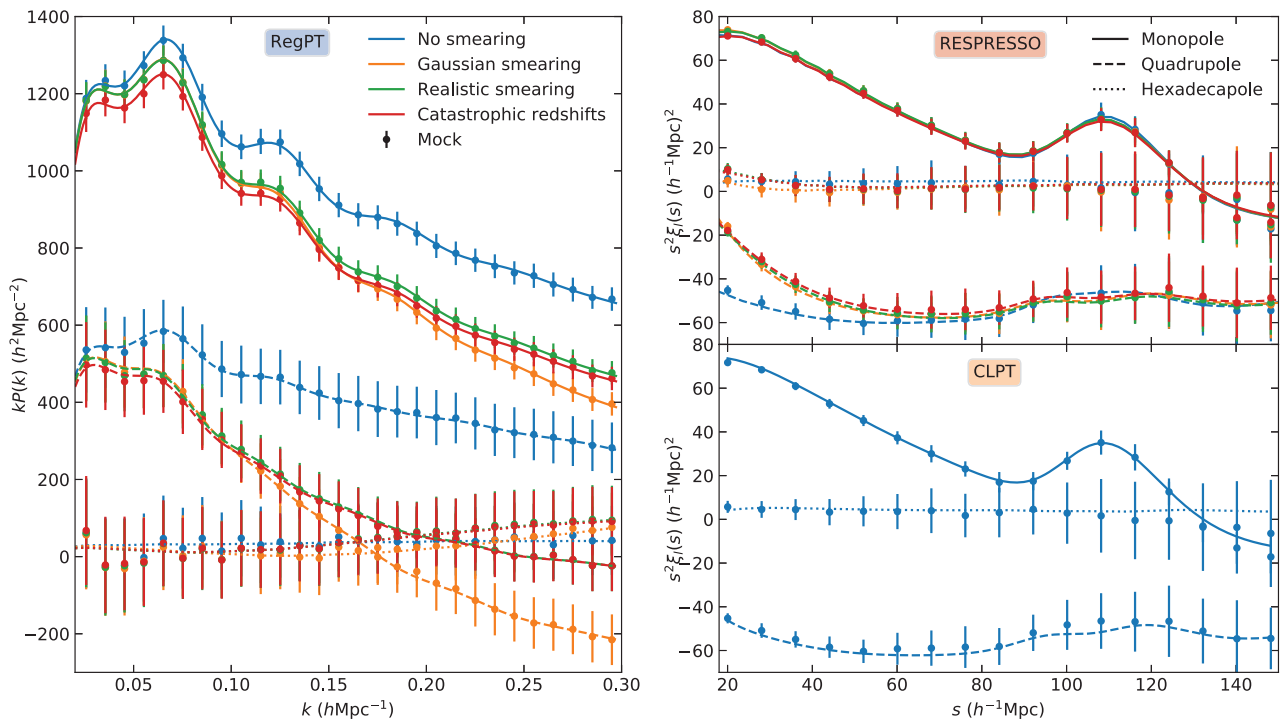 1400
1200
1000
800
600
400
200
0
−200
kP(k) (h²Mpc⁻²)
RegPT
No smearing
Gaussian smearing
Realistic smearing
Catastrophic redshifts
Mock
0.05
0.10
0.15
0.20
0.25
0.30
k (hMpc⁻¹)
80
60
40
20
0
−20
−40
−60
s²ξₗ(s) (h⁻¹Mpc)²
RESPRESSO
Monopole
Quadrupole
Hexadecapole
80
60
40
20
0
−20
−40
−60
s²ξₗ(s) (h⁻¹Mpc)²
CLPT
20
40
60
80
100
120
140
s (h⁻¹Mpc)